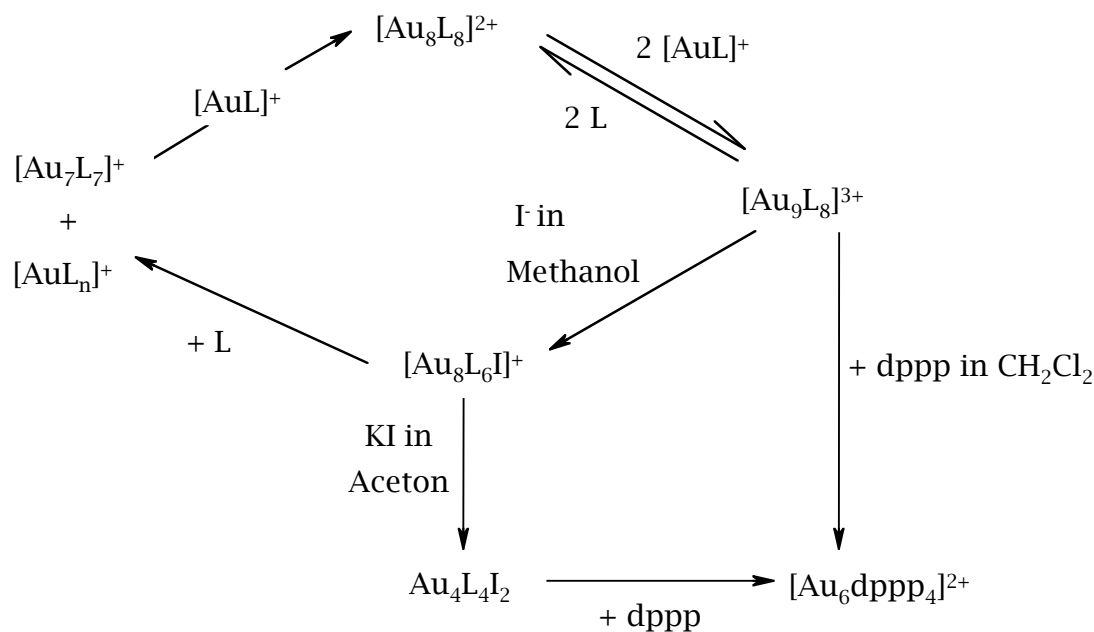 [Au₈L₈]²⁺
2 [AuL]⁺
[AuL]⁺
2 L
[Au₇L₇]⁺
+
[AuLₙ]⁺
[Au₉L₈]³⁺
I⁻ in
Methanol
+ L
[Au₈L₆I]⁺
+ dppp in CH₂Cl₂
KI in
Aceton
Au₄L₄I₂
+ dppp
[Au₆dppp₄]²⁺